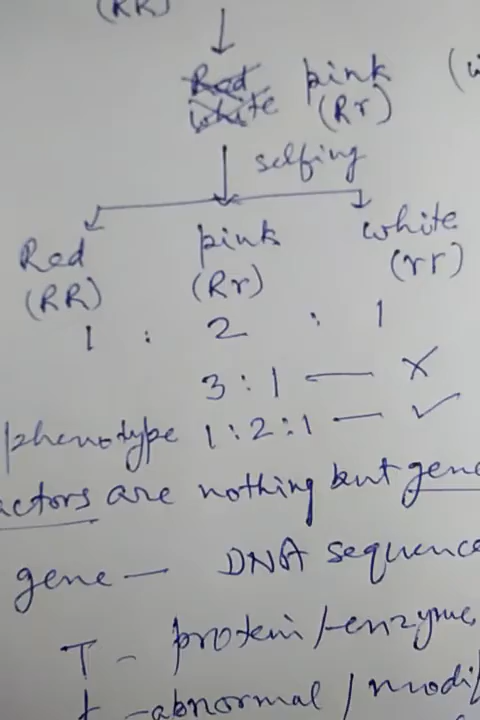 (RR)
Red pink
white (Rr)
selfing
Red pink white
(RR) (Rr) (rr)
1 : 2 : 1
3 : 1 — ✗
phenotype 1 : 2 : 1 — ✓
actors are nothing but gene
gene — DNA sequence
T - protein/enzyme
t - abnormal / modif